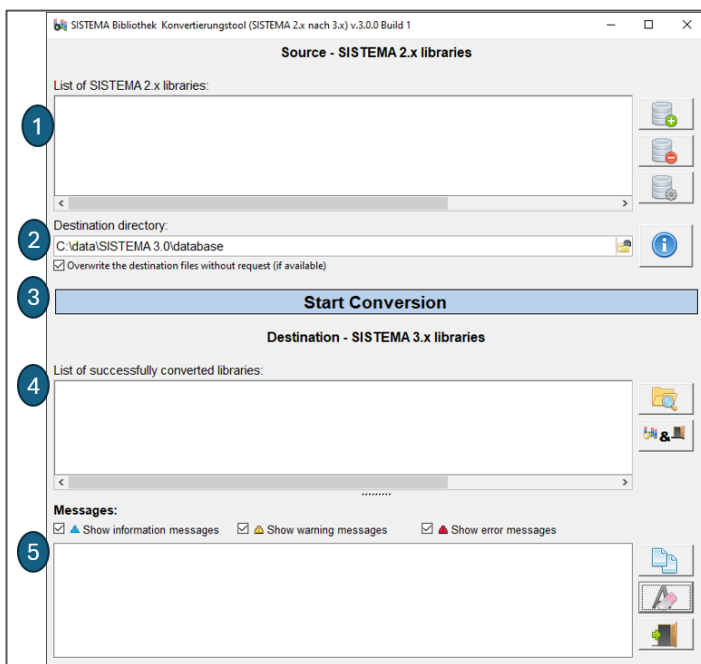 SISTEMA Bibliothek Konvertierungstool (SISTEMA 2.x nach 3.x) v.3.0.0 Build 1
Source - SISTEMA 2.x libraries
List of SISTEMA 2.x libraries:
1
Destination directory:
2
C:\data\SISTEMA 3.0\database
Overwrite the destination files without request (if available)
3
Start Conversion
Destination - SISTEMA 3.x libraries
List of successfully converted libraries:
4
&
Messages:
Show information messages Show warning messages Show error messages
5